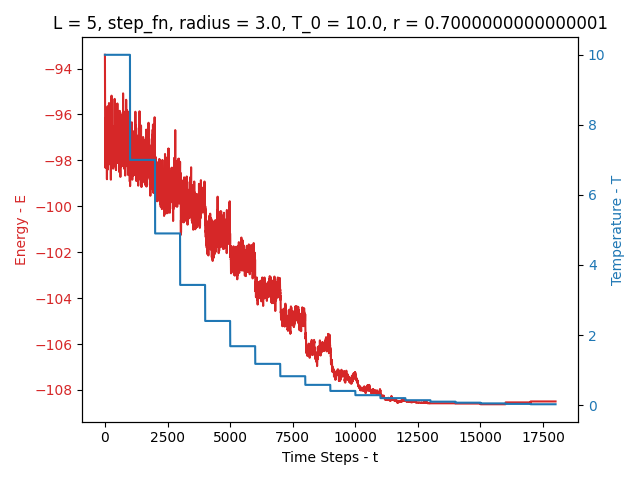 L = 5, step_fn, radius = 3.0, T_0 = 10.0, r = 0.7000000000000001
−94
−96
−98
−100
−102
−104
−106
−108
Energy - E
10
8
6
4
2
0
Temperature - T
0 2500 5000 7500 10000 12500 15000 17500
Time Steps - t